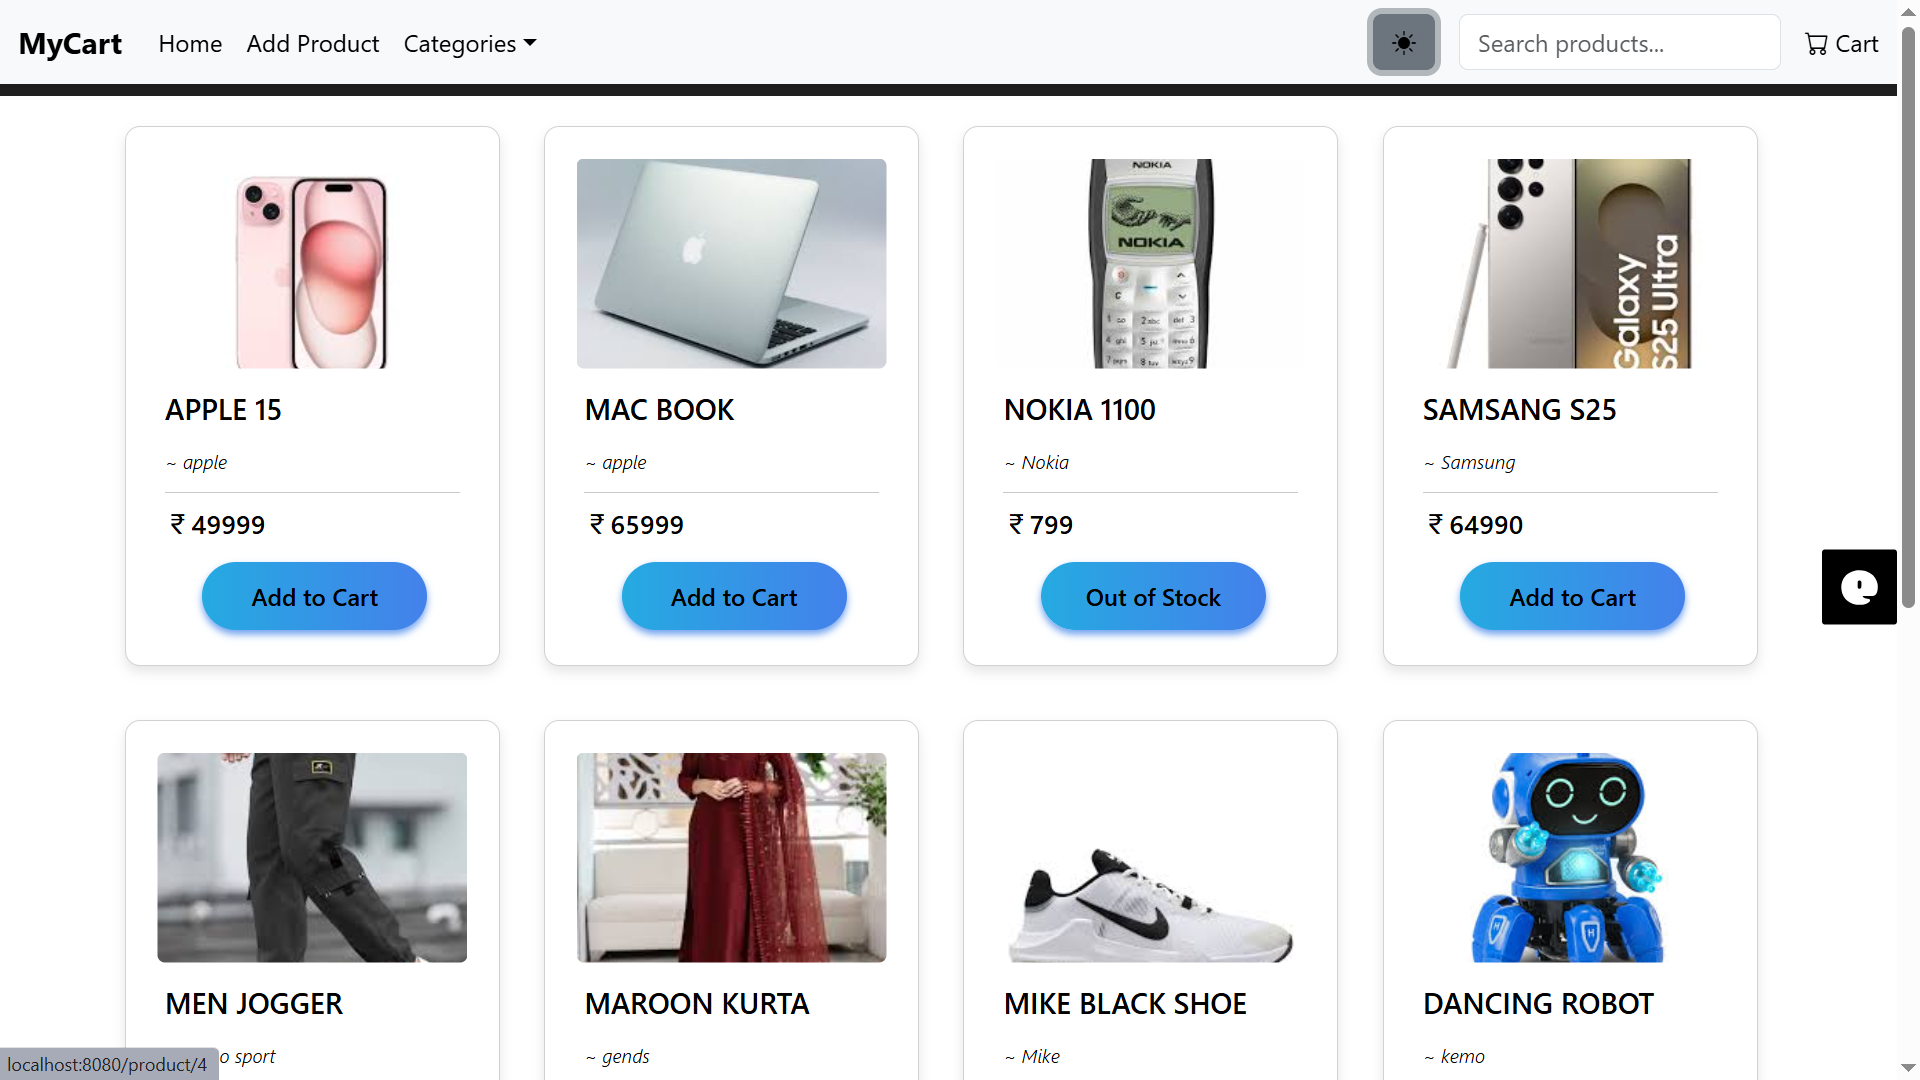 MyCart Home Add Product Categories Search products... Cart
NOKIA
NOKIA
Galaxy
S25 Ultra
APPLE 15
MAC BOOK
NOKIA 1100
SAMSANG S25
~ apple
~ apple
~ Nokia
~ Samsung
₹ 49999
₹ 65999
₹ 799
₹ 64990
Add to Cart
Add to Cart
Out of Stock
Add to Cart
MEN JOGGER
MAROON KURTA
MIKE BLACK SHOE
DANCING ROBOT
o sport
~ gends
~ Mike
~ kemo
localhost:8080/product/4